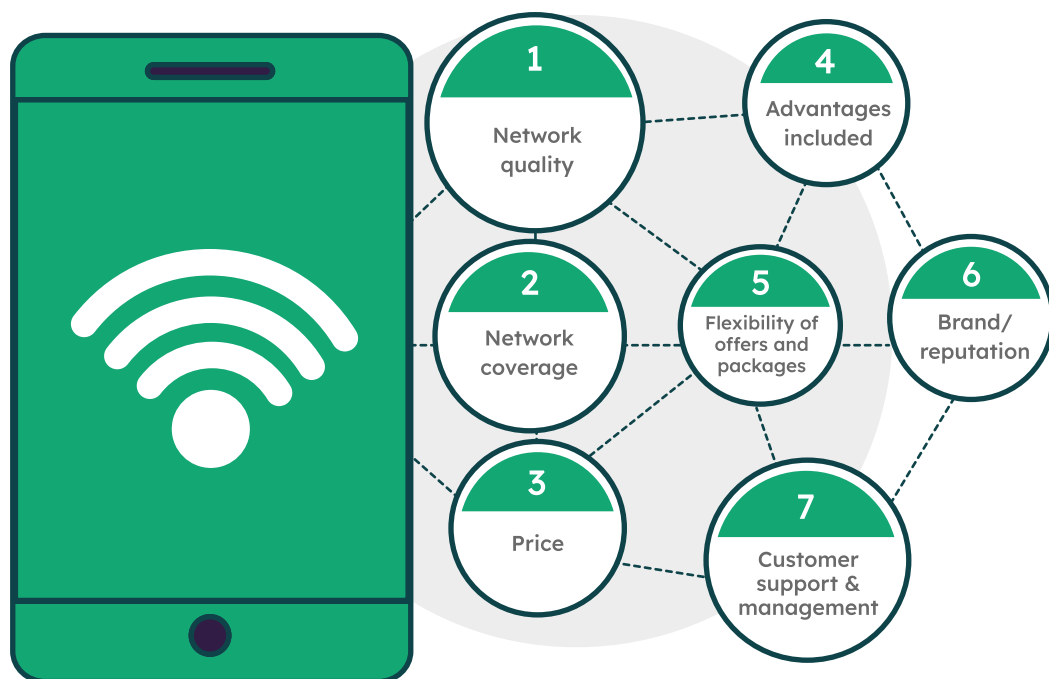 1
Network
quality
2
Network
coverage
3
Price
4
Advantages
included
5
Flexibility of
offers and
packages
6
Brand/
reputation
7
Customer
support &
management